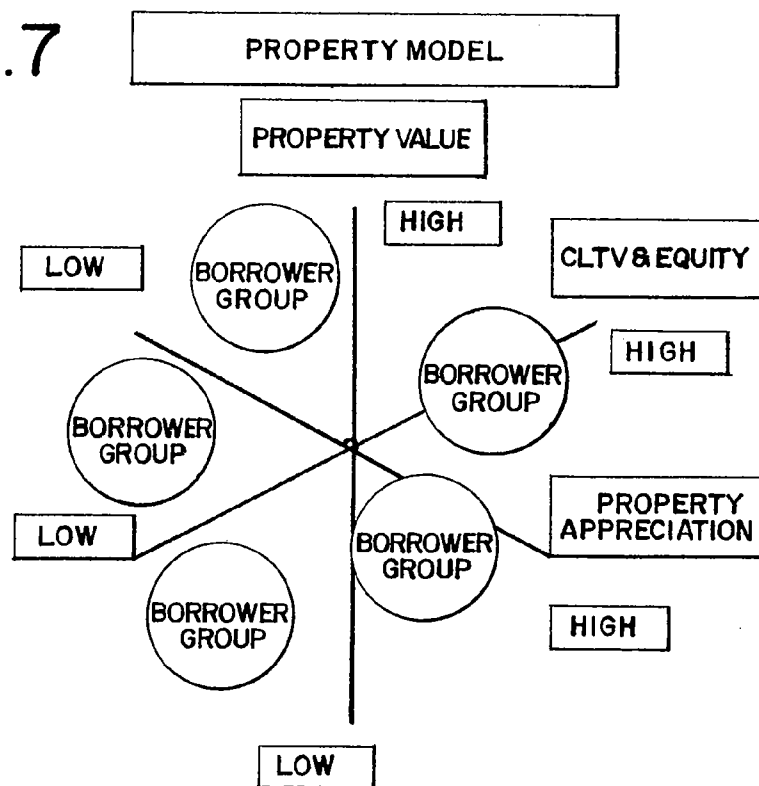 .7
PROPERTY MODEL
PROPERTY VALUE
HIGH
LOW
BORROWER
GROUP
CLTV & EQUITY
HIGH
BORROWER
GROUP
BORROWER
GROUP
LOW
PROPERTY
APPRECIATION
BORROWER
GROUP
BORROWER
GROUP
HIGH
LOW